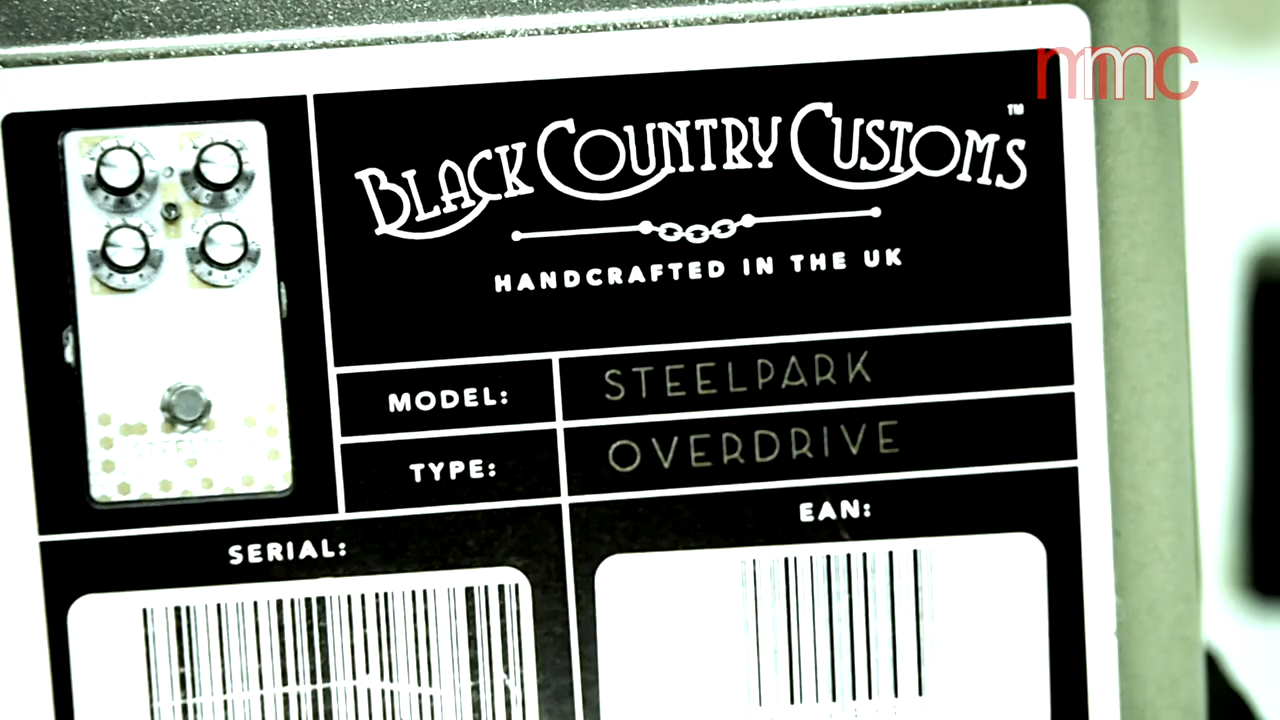 mmc
BLACK COUNTRY CUSTOMS™
HANDCRAFTED IN THE UK
MODEL: STEELPARK
TYPE: OVERDRIVE
SERIAL:
EAN: